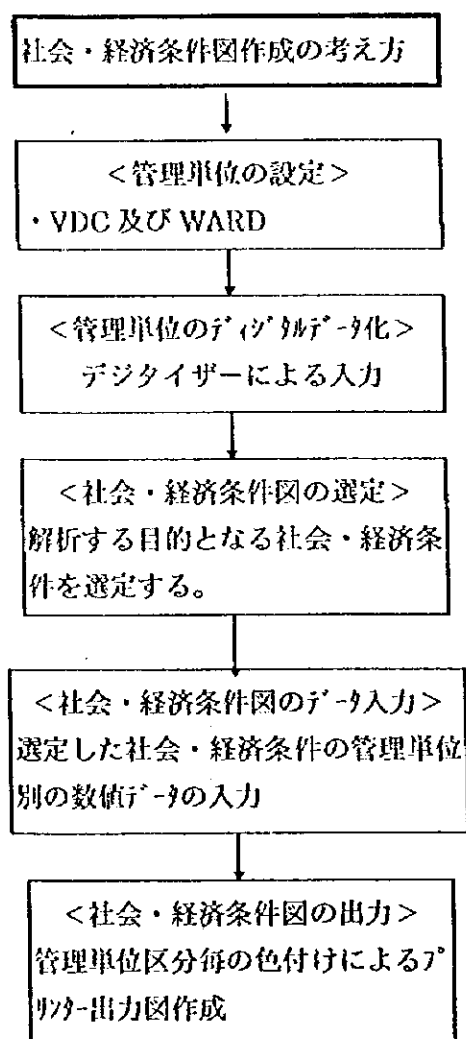 社会・経済条件図作成の考え方
＜管理単位の設定＞
・VDC 及び WARD
＜管理単位のﾃﾞｨｼﾞﾀﾙﾃﾞｰﾀ化＞
デジタイザーによる入力
＜社会・経済条件図の選定＞
解析する目的となる社会・経済条
件を選定する。
＜社会・経済条件図のﾃﾞｰﾀ入力＞
選定した社会・経済条件の管理単位
別の数値ﾃﾞｰﾀの入力
＜社会・経済条件図の出力＞
管理単位区分毎の色付けによるﾌﾟ
ﾘﾝﾀｰ出力図作成